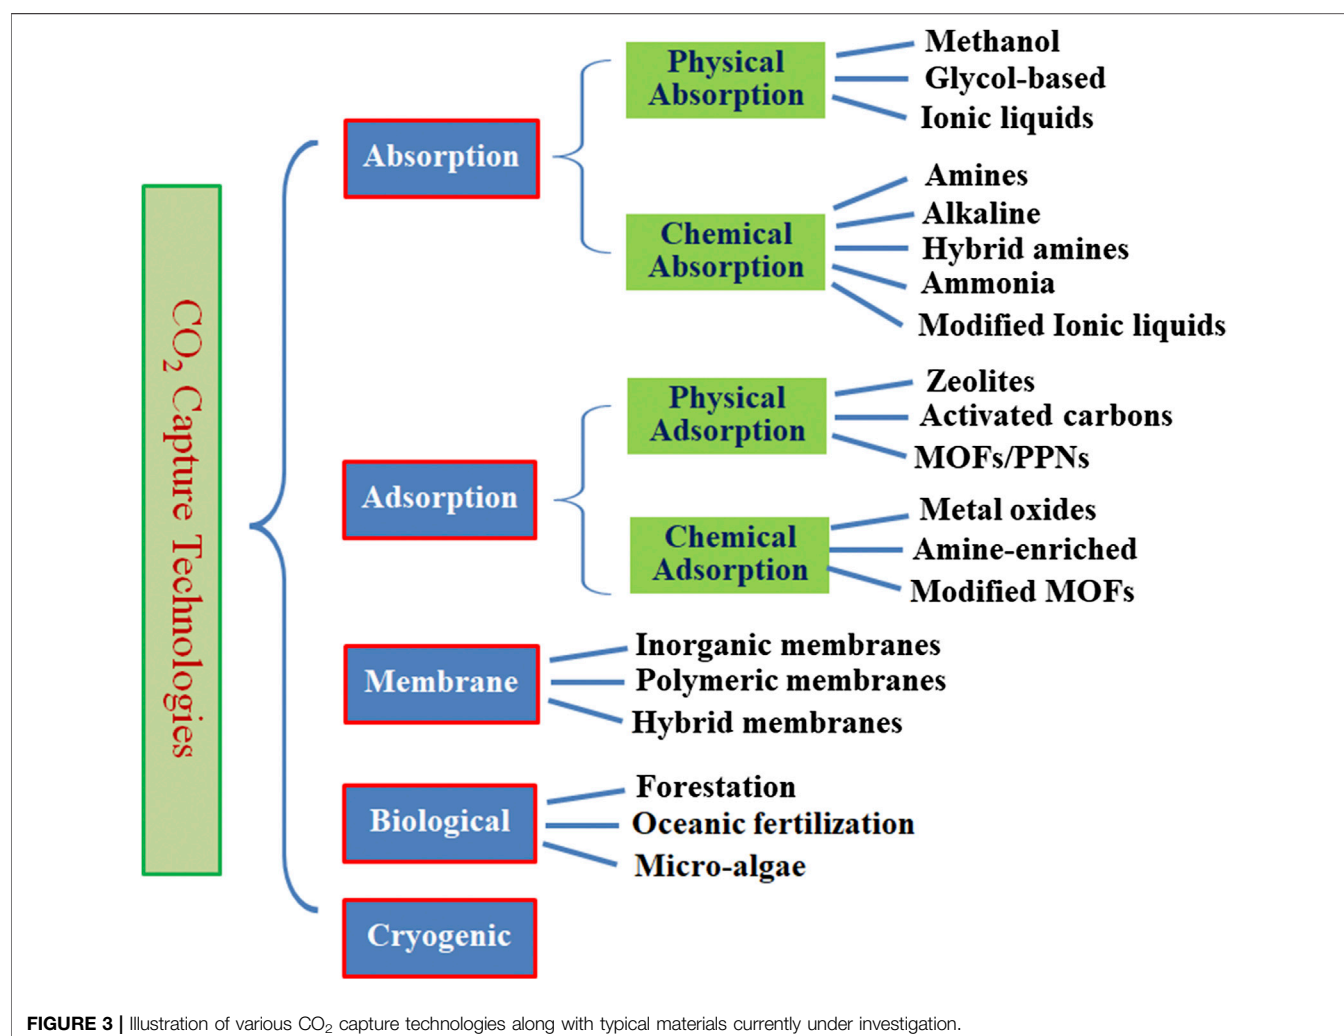 CO2 Capture Technologies
Absorption
Physical
Absorption
Methanol
Glycol-based
Ionic liquids
Chemical
Absorption
Amines
Alkaline
Hybrid amines
Ammonia
Modified Ionic liquids
Adsorption
Physical
Adsorption
Zeolites
Activated carbons
MOFs/PPNs
Chemical
Adsorption
Metal oxides
Amine-enriched
Modified MOFs
Membrane
Inorganic membranes
Polymeric membranes
Hybrid membranes
Biological
Forestation
Oceanic fertilization
Micro-algae
Cryogenic
FIGURE 3 | Illustration of various CO2 capture technologies along with typical materials currently under investigation.